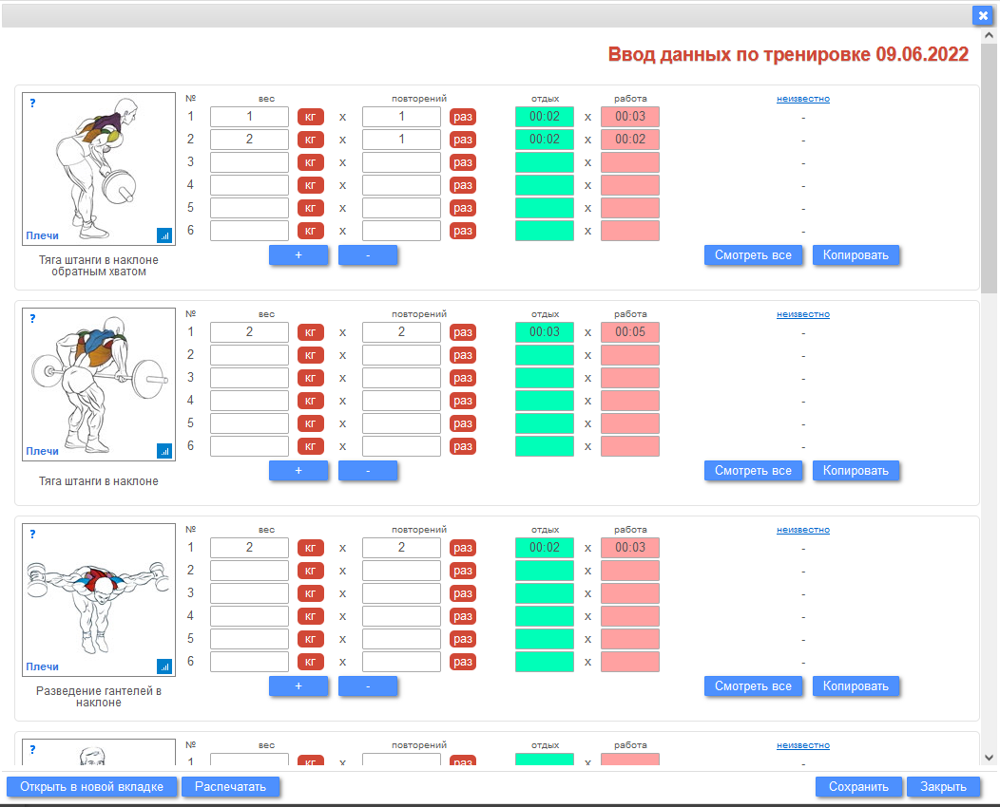 Ввод данных по тренировке 09.06.2022
?
№ вес повторений отдых работа неизвестно
1 1 кг x 1 раз 00:02 x 00:03 -
2 2 кг x 1 раз 00:02 x 00:02 -
3 кг x раз x -
4 кг x раз x -
5 кг x раз x -
6 кг x раз x -
Плечи
Тяга штанги в наклоне
обратным хватом
+ - Смотреть все Копировать
?
№ вес повторений отдых работа неизвестно
1 2 кг x 2 раз 00:03 x 00:05 -
2 кг x раз x -
3 кг x раз x -
4 кг x раз x -
5 кг x раз x -
6 кг x раз x -
Плечи
Тяга штанги в наклоне
+ - Смотреть все Копировать
?
№ вес повторений отдых работа неизвестно
1 2 кг x 2 раз 00:02 x 00:03 -
2 кг x раз x -
3 кг x раз x -
4 кг x раз x -
5 кг x раз x -
6 кг x раз x -
Плечи
Разведение гантелей в
наклоне
+ - Смотреть все Копировать
?
№ вес повторений отдых работа неизвестно
1 кг x раз x -
Открыть в новой вкладке Распечатать Сохранить Закрыть